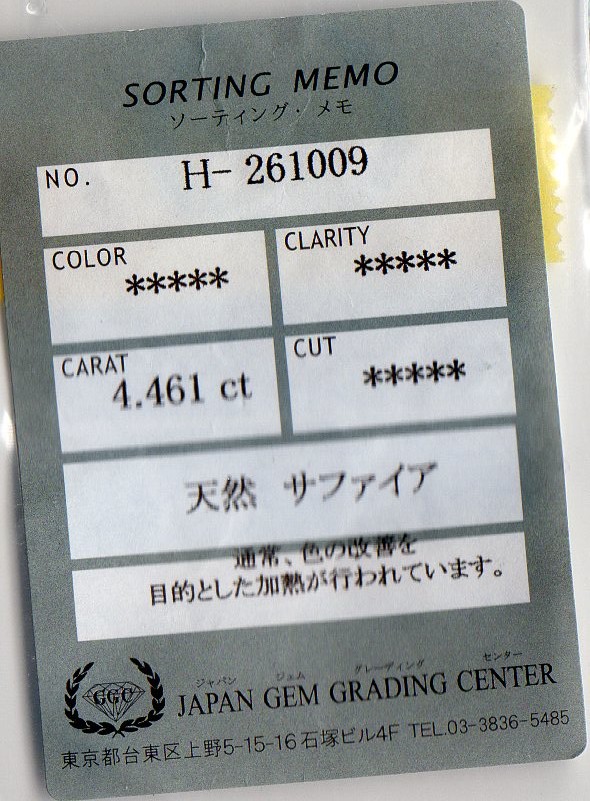 SORTING MEMO
ソーティング・メモ
NO. H- 261009
COLOR
*****
CLARITY
*****
CARAT
4.461 ct
CUT
*****
天然 サファイア
通常、色の改善を
目的とした加熱が行われています。
ジャパン ジェム グレーディング センター
GGC
JAPAN GEM GRADING CENTER
東京都台東区上野5-15-16 石塚ビル4F TEL.03-3836-5485